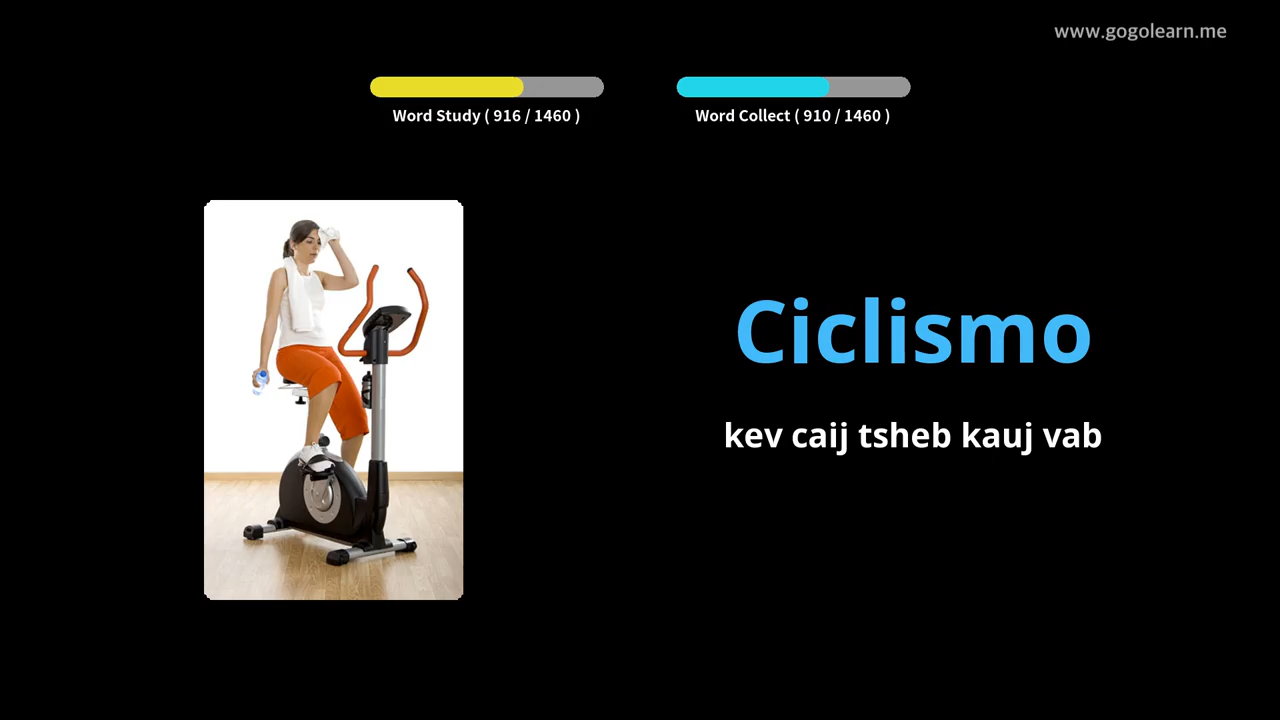 www.gogolearn.me
Word Study ( 916 / 1460 )
Word Collect ( 910 / 1460 )
Ciclismo
kev caij tsheb kauj vab